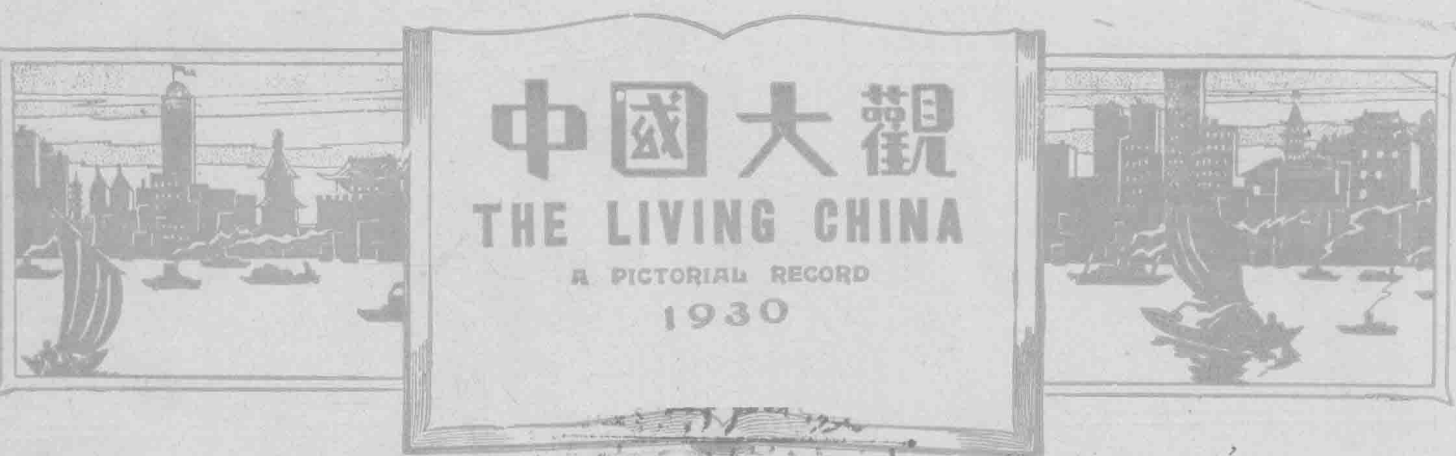 中國大觀
THE LIVING CHINA
A PICTORIAL RECORD
1930